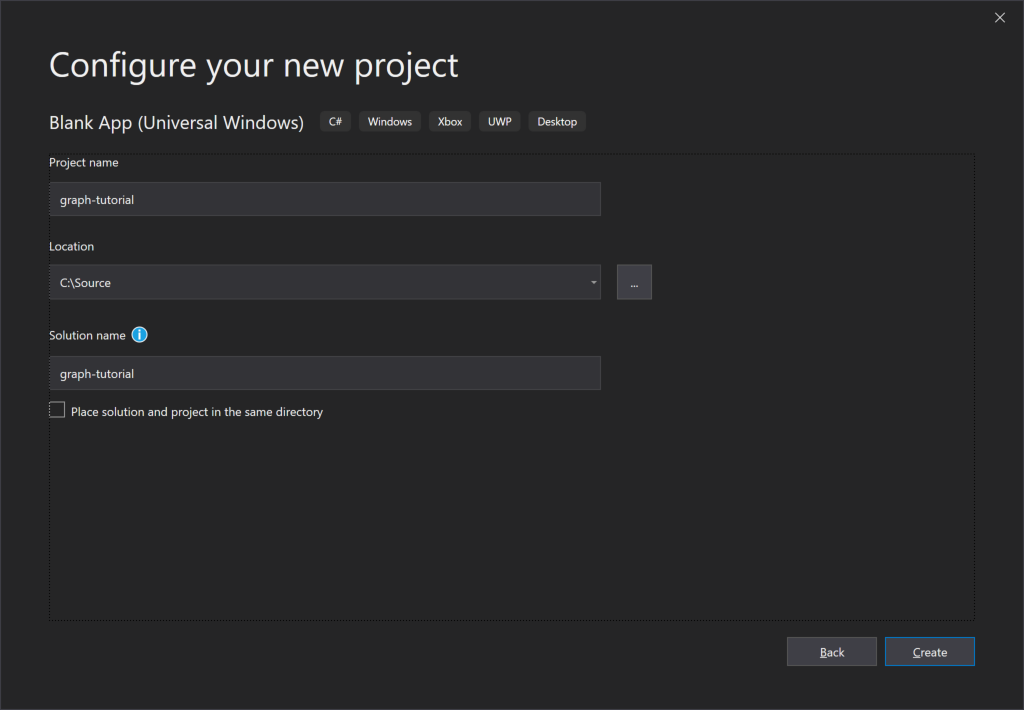 Configure your new project
Blank App (Universal Windows) C# Windows Xbox UWP Desktop
Project name
graph-tutorial
Location
C:\Source
...
Solution name
graph-tutorial
Place solution and project in the same directory
Back Create